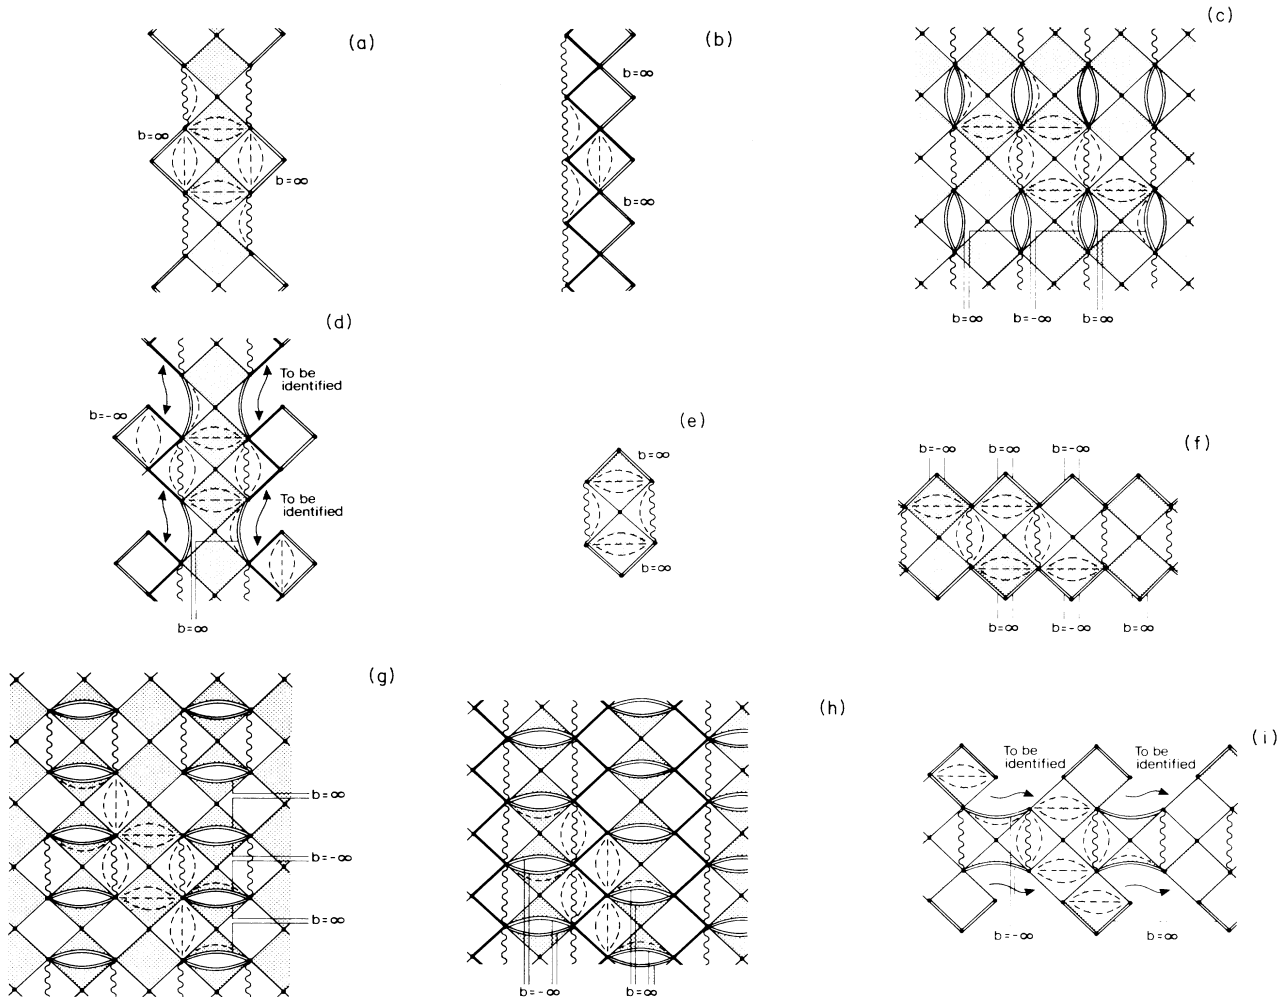 (a)
b=∞
b=∞
(b)
b=∞
b=∞
(c)
b=∞
b=-∞
b=∞
(d)
To be
identified
b=-∞
To be
identified
b=∞
(e)
b=∞
b=∞
(f)
b=-∞
b=∞
b=-∞
b=∞
b=-∞
b=∞
(g)
b=∞
b=-∞
b=∞
(h)
b=-∞
b=∞
(i)
To be
identified
To be
identified
b=-∞
b=∞